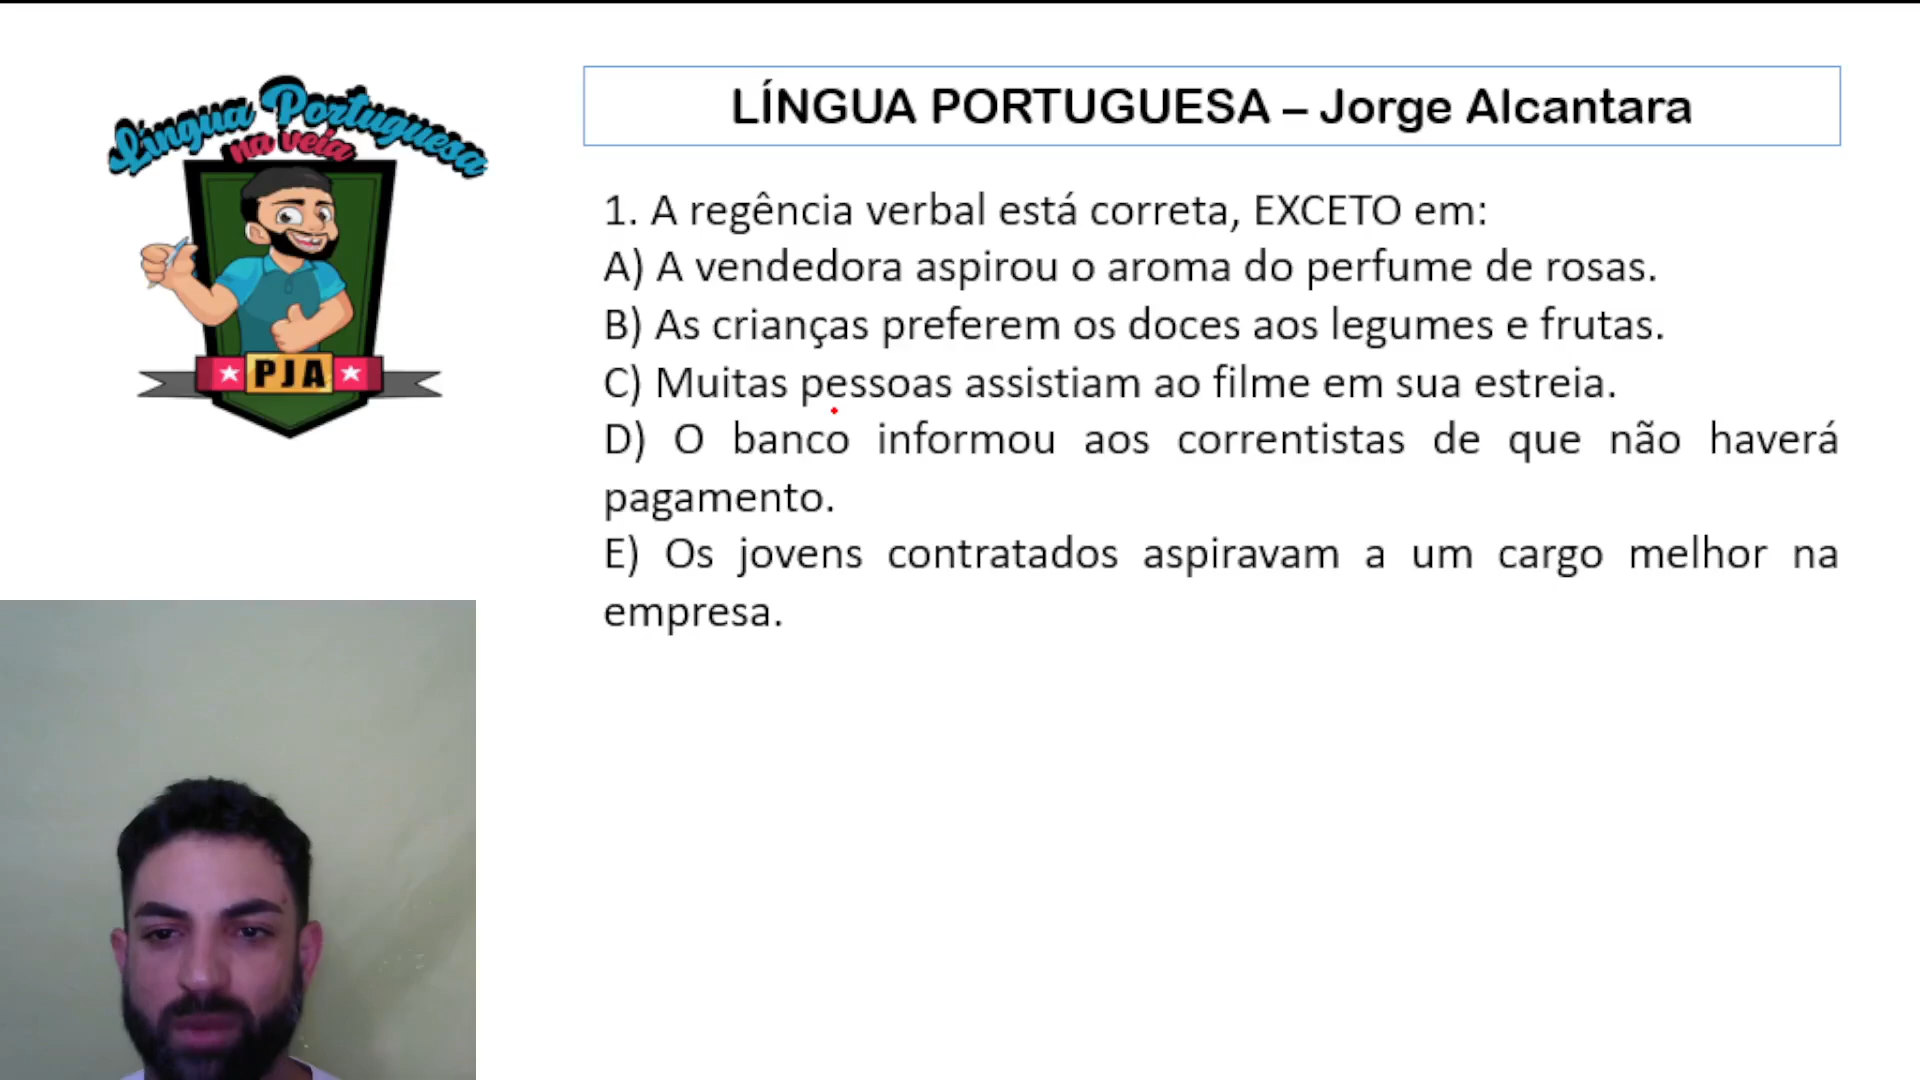 Língua Portuguesa
na veia
PJA
LÍNGUA PORTUGUESA – Jorge Alcantara
1. A regência verbal está correta, EXCETO em:
A) A vendedora aspirou o aroma do perfume de rosas.
B) As crianças preferem os doces aos legumes e frutas.
C) Muitas pessoas assistiam ao filme em sua estreia.
D) O banco informou aos correntistas de que não haverá
pagamento.
E) Os jovens contratados aspiravam a um cargo melhor na
empresa.